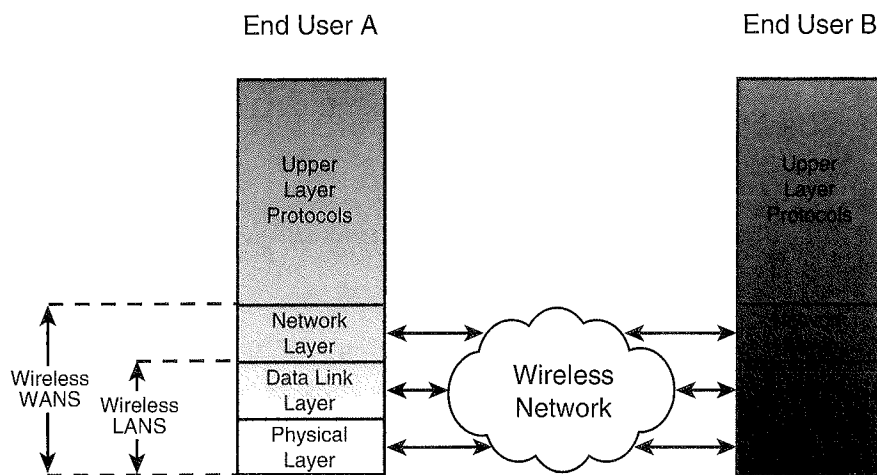 End User A
End User B
Upper
Layer
Protocols
Upper
Layer
Protocols
Network
Layer
Data Link
Layer
Physical
Layer
Wireless
WANS
Wireless
LANS
Wireless
Network